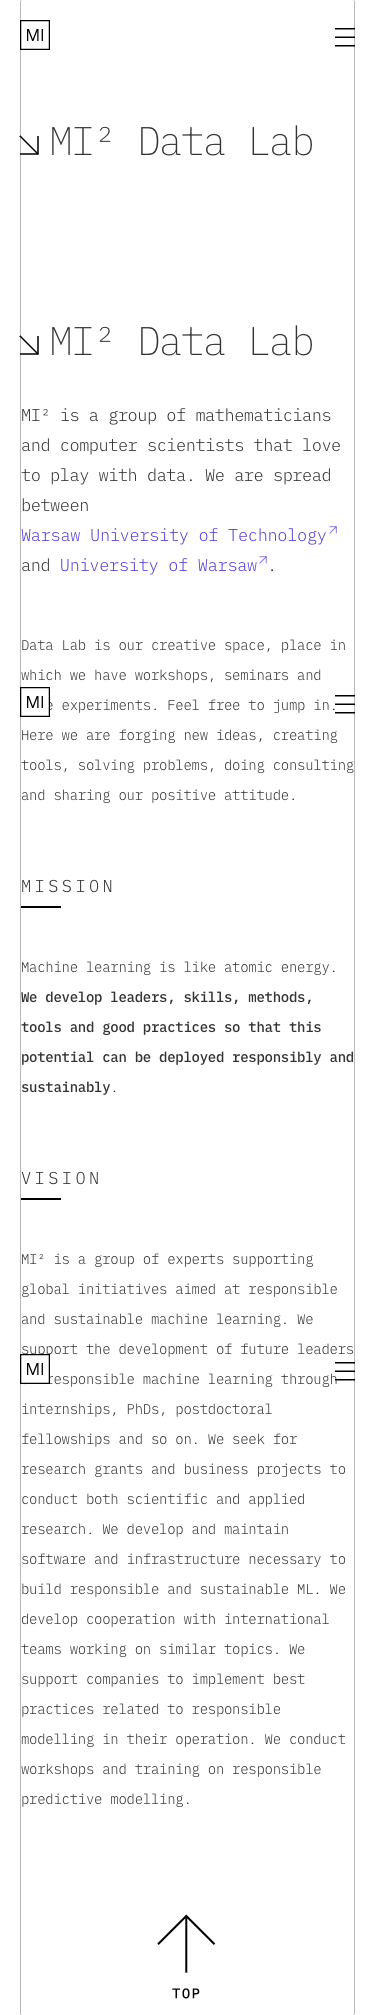 MI
MI² Data Lab
MI² Data Lab
MI² is a group of mathematicians
and computer scientists that love
to play with data. We are spread
between
Warsaw University of Technology
and University of Warsaw.
Data Lab is our creative space, place in
which we have workshops, seminars and
MI experiments. Feel free to jump in.
Here we are forging new ideas, creating
tools, solving problems, doing consulting
and sharing our positive attitude.
MISSION
Machine learning is like atomic energy.
We develop leaders, skills, methods,
tools and good practices so that this
potential can be deployed responsibly and
sustainably.
VISION
MI² is a group of experts supporting
global initiatives aimed at responsible
and sustainable machine learning. We
support the development of future leaders
MI responsible machine learning through
internships, PhDs, postdoctoral
fellowships and so on. We seek for
research grants and business projects to
conduct both scientific and applied
research. We develop and maintain
software and infrastructure necessary to
build responsible and sustainable ML. We
develop cooperation with international
teams working on similar topics. We
support companies to implement best
practices related to responsible
modelling in their operation. We conduct
workshops and training on responsible
predictive modelling.
TOP